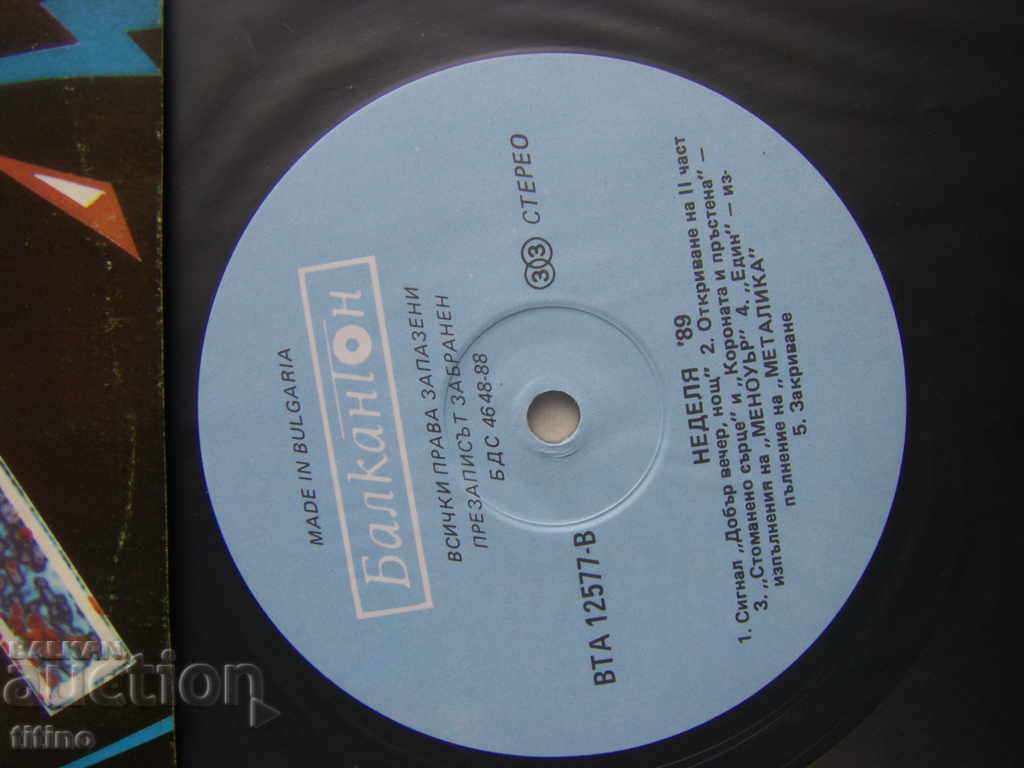 MADE IN BULGARIA
Балкантон
ВСИЧКИ ПРАВА ЗАПАЗЕНИ
ПРЕЗАПИСЪТ ЗАБРАНЕН
БДС 4648-88
33 СТЕРЕО
ВТА 12577-В
НЕДЕЛЯ '89
1. Сигнал „Добър вечер, нощ" 2. Откриване на II част
3. „Стоманено сърце" и „Короната и пръстена" –
изпълнения на „МЕНОУЪР" 4. „Един" – из-
пълнение на „МЕТАЛИКА"
5. Закриване
BALKAN
auction
titino